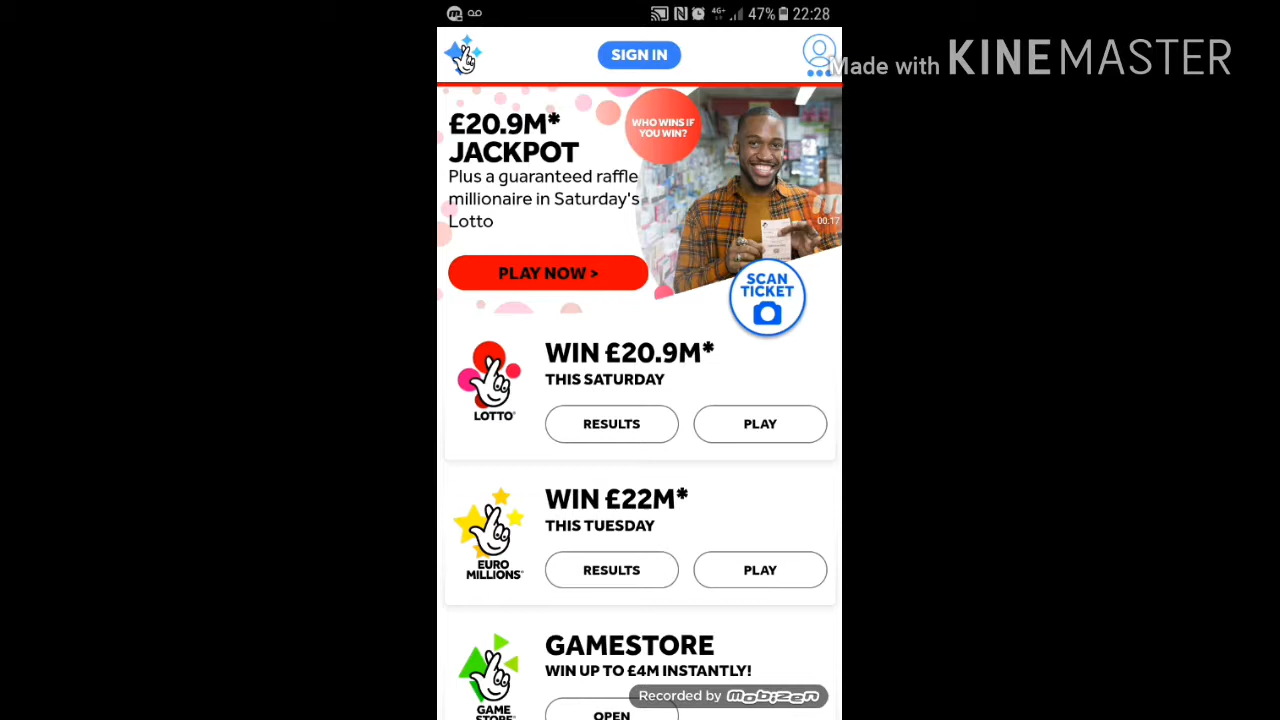 4G+ 47% 22:28
SIGN IN
Made with KINEMASTER
£20.9M*
JACKPOT
Plus a guaranteed raffle
millionaire in Saturday's
Lotto
WHO WINS IF
YOU WIN?
00:17
PLAY NOW >
SCAN
TICKET
WIN £20.9M*
THIS SATURDAY
LOTTO®
RESULTS
PLAY
WIN £22M*
THIS TUESDAY
EURO
MILLIONS®
RESULTS
PLAY
GAMESTORE
WIN UP TO £4M INSTANTLY!
Recorded by MOBIZEN
GAME
STORE
OPEN